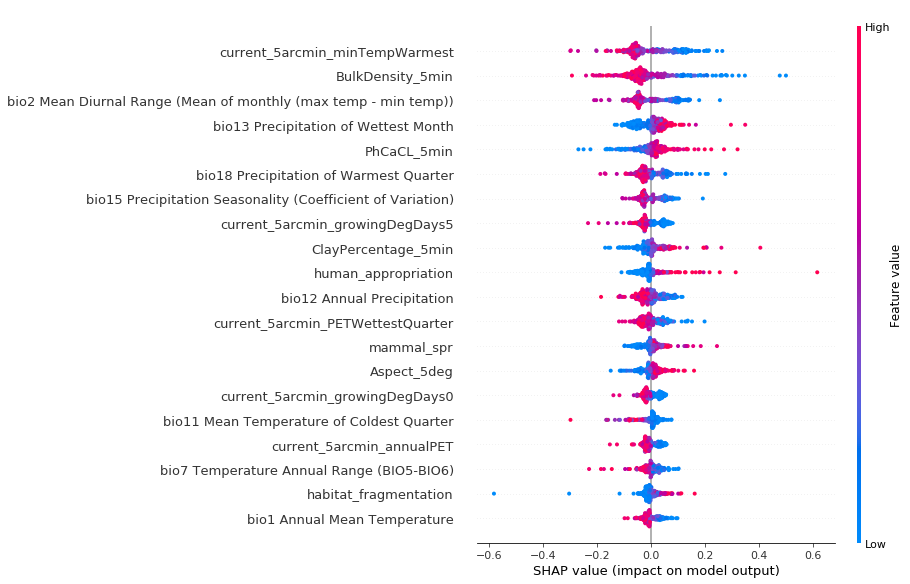 High
current_5arcmin_minTempWarmest
BulkDensity_5min
bio2 Mean Diurnal Range (Mean of monthly (max temp - min temp))
bio13 Precipitation of Wettest Month
PhCaCL_5min
bio18 Precipitation of Warmest Quarter
bio15 Precipitation Seasonality (Coefficient of Variation)
current_5arcmin_growingDegDays5
ClayPercentage_5min
human_appropriation
bio12 Annual Precipitation
current_5arcmin_PETWettestQuarter
mammal_spr
Aspect_5deg
current_5arcmin_growingDegDays0
bio11 Mean Temperature of Coldest Quarter
current_5arcmin_annualPET
bio7 Temperature Annual Range (BIO5-BIO6)
habitat_fragmentation
bio1 Annual Mean Temperature
Feature value
Low
−0.6 −0.4 −0.2 0.0 0.2 0.4 0.6
SHAP value (impact on model output)